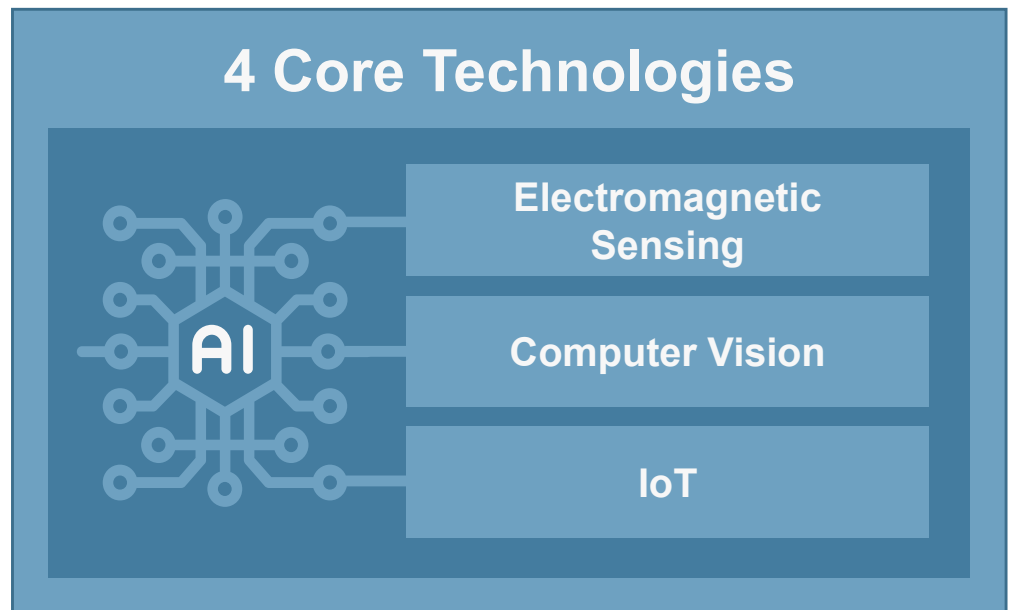 4 Core Technologies
AI
Electromagnetic
Sensing
Computer Vision
IoT